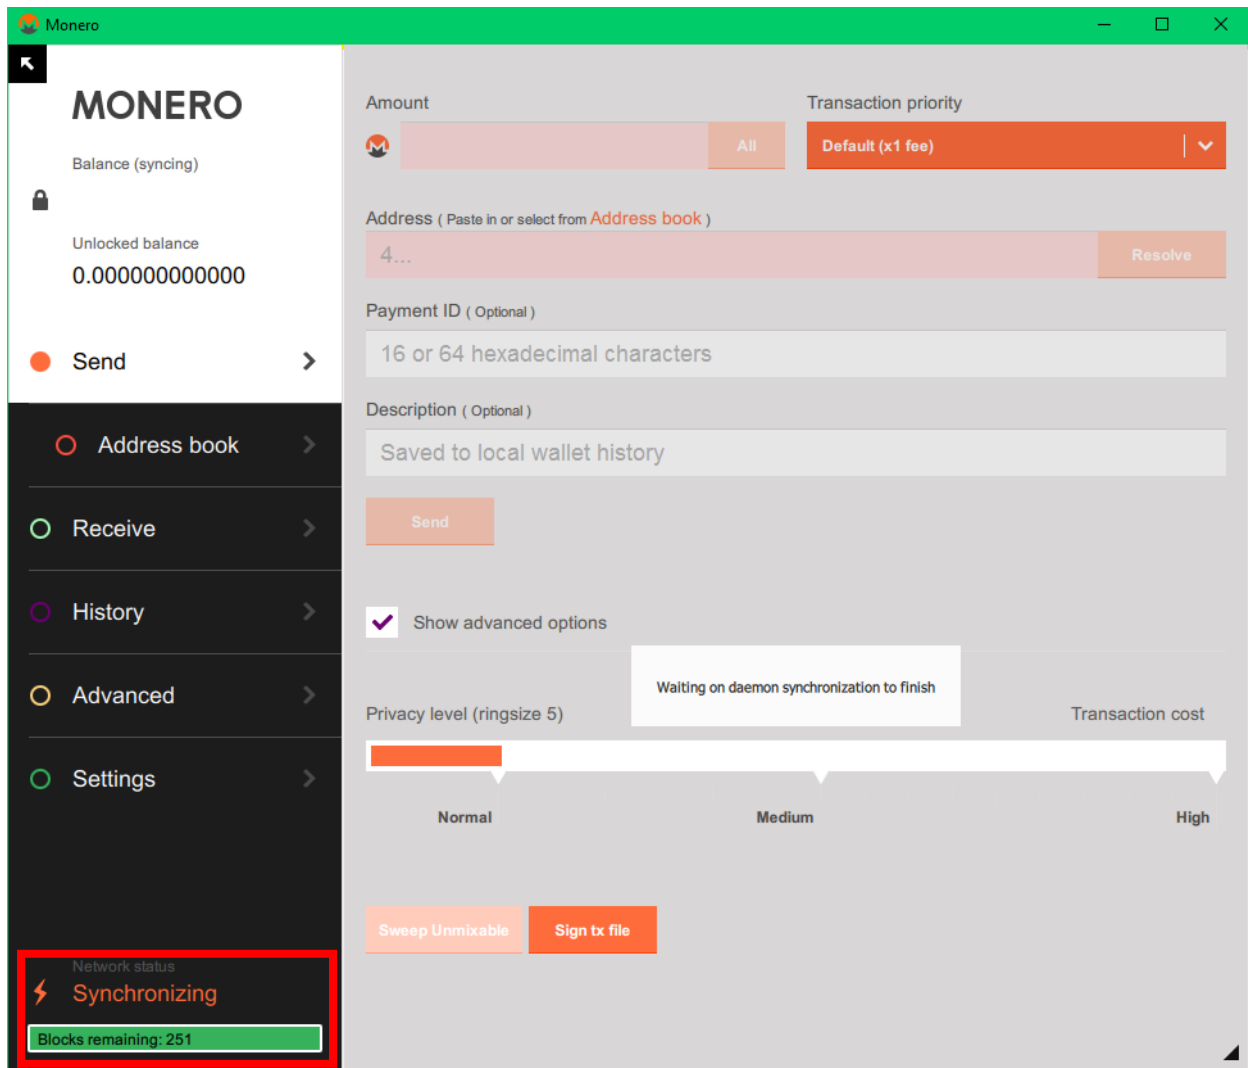 Monero
MONERO
Balance (syncing)
Unlocked balance
0.000000000000
Send
Address book
Receive
History
Advanced
Settings
Network status
Synchronizing
Blocks remaining: 251
Amount
Transaction priority
All
Default (x1 fee)
Address ( Paste in or select from Address book )
4...
Resolve
Payment ID ( Optional )
16 or 64 hexadecimal characters
Description ( Optional )
Saved to local wallet history
Send
Show advanced options
Waiting on daemon synchronization to finish
Privacy level (ringsize 5)
Transaction cost
Normal
Medium
High
Sweep Unmixable
Sign tx file